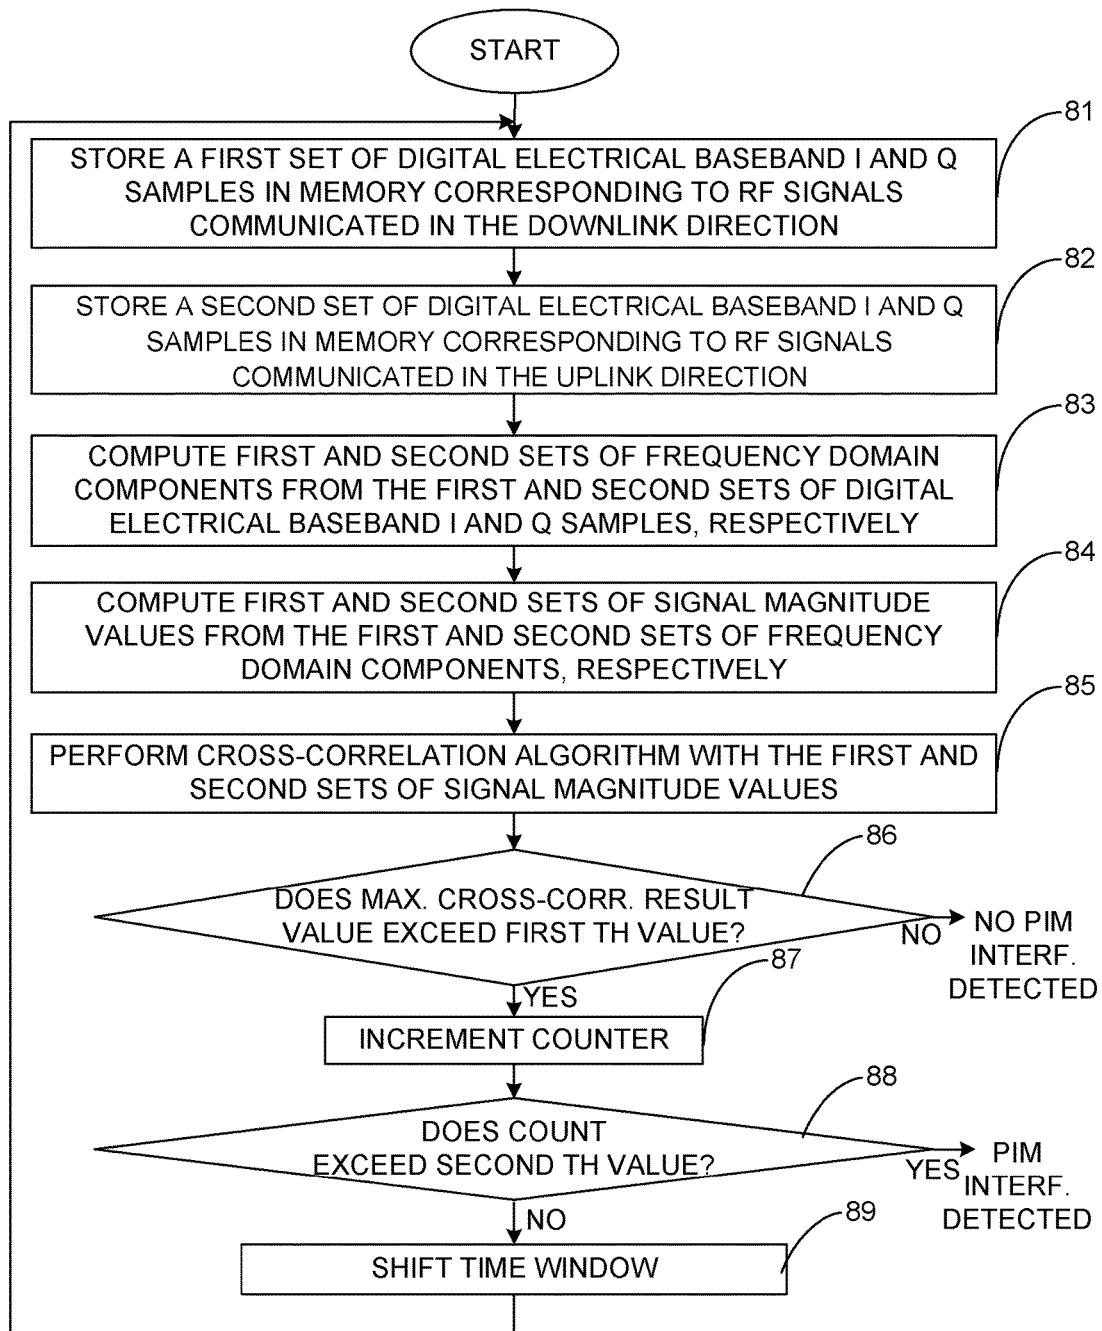 START
81
STORE A FIRST SET OF DIGITAL ELECTRICAL BASEBAND I AND Q
SAMPLES IN MEMORY CORRESPONDING TO RF SIGNALS
COMMUNICATED IN THE DOWNLINK DIRECTION
82
STORE A SECOND SET OF DIGITAL ELECTRICAL BASEBAND I AND Q
SAMPLES IN MEMORY CORRESPONDING TO RF SIGNALS
COMMUNICATED IN THE UPLINK DIRECTION
83
COMPUTE FIRST AND SECOND SETS OF FREQUENCY DOMAIN
COMPONENTS FROM THE FIRST AND SECOND SETS OF DIGITAL
ELECTRICAL BASEBAND I AND Q SAMPLES, RESPECTIVELY
84
COMPUTE FIRST AND SECOND SETS OF SIGNAL MAGNITUDE
VALUES FROM THE FIRST AND SECOND SETS OF FREQUENCY
DOMAIN COMPONENTS, RESPECTIVELY
85
PERFORM CROSS-CORRELATION ALGORITHM WITH THE FIRST AND
SECOND SETS OF SIGNAL MAGNITUDE VALUES
86
DOES MAX. CROSS-CORR. RESULT
VALUE EXCEED FIRST TH VALUE?
NO
NO PIM
INTERF.
DETECTED
YES
87
INCREMENT COUNTER
88
DOES COUNT
EXCEED SECOND TH VALUE?
YES
PIM
INTERF.
DETECTED
NO
89
SHIFT TIME WINDOW